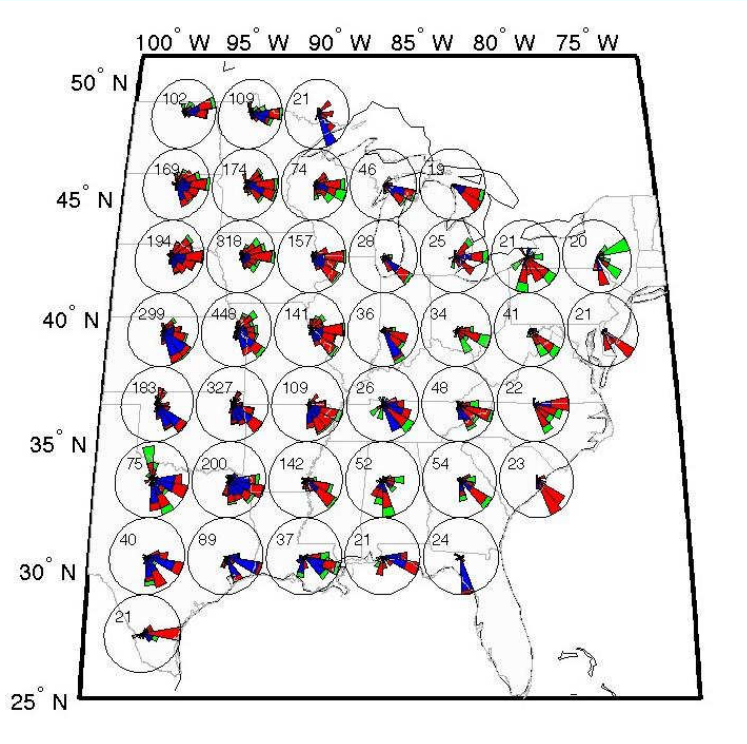 100° W 95° W 90° W 85° W 80° W 75° W
50° N
102 109 21
169 174 74 46 19
45° N
194 318 157 28 25 21 20
40° N
299 448 141 36 34 41 21
183 327 109 26 48 22
35° N
75 200 142 52 54 23
40 89 37 21 24
30° N
21
25° N